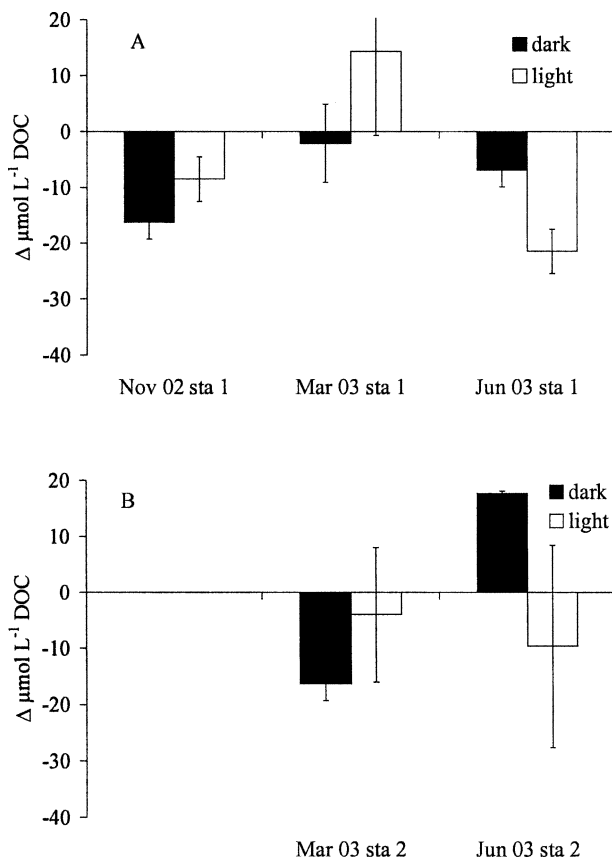 A
dark
light
20
10
0
-10
-20
-30
-40
Δ μmol L⁻¹ DOC
Nov 02 sta 1 Mar 03 sta 1 Jun 03 sta 1
B
dark
light
20
10
0
-10
-20
-30
-40
Δ μmol L⁻¹ DOC
Mar 03 sta 2 Jun 03 sta 2